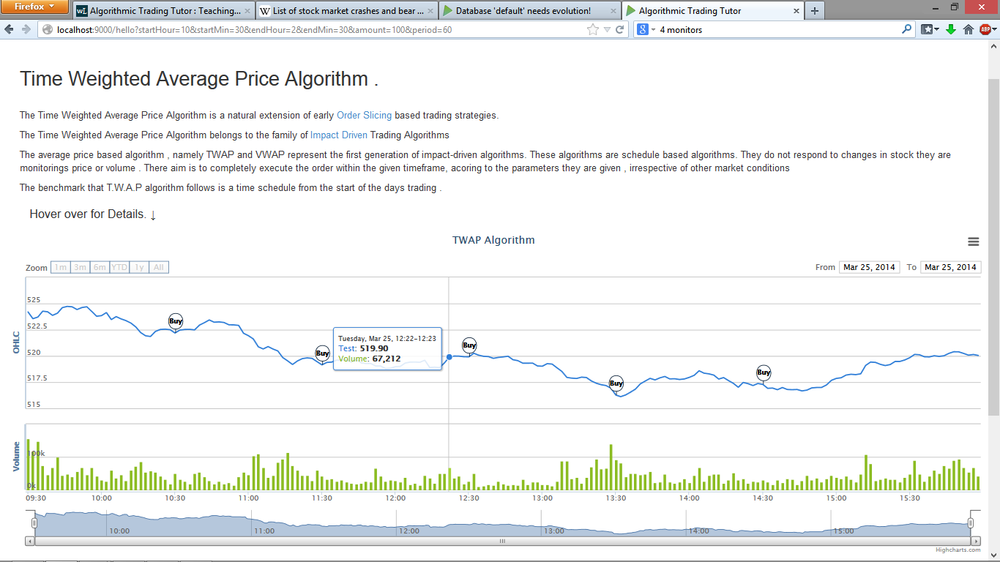 Firefox
Algorithmic Trading Tutor : Teaching...
List of stock market crashes and bear ...
Database 'default' needs evolution!
Algorithmic Trading Tutor
localhost:9000/hello?startHour=10&startMin=30&endHour=2&endMin=30&amount=100&period=60
4 monitors
ABP
Time Weighted Average Price Algorithm .
The Time Weighted Average Price Algorithm is a natural extension of early Order Slicing based trading strategies.
The Time Weighted Average Price Algorithm belongs to the family of Impact Driven Trading Algorithms
The average price based algorithm , namely TWAP and VWAP represent the first generation of impact-driven algorithms. These algorithms are schedule based algorithms. They do not respond to changes in stock they are
monitorings price or volume . There aim is to completely execute the order within the given timeframe, acoring to the parameters they are given , irrespective of other market conditions
The benchmark that T.W.A.P algorithm follows is a time schedule from the start of the days trading .
Hover over for Details. ↓
TWAP Algorithm
Zoom 1m 3m 6m YTD 1y All
From Mar 25, 2014 To Mar 25, 2014
525
522.5
520
517.5
515
OHLC
Buy
Buy
Tuesday, Mar 25, 12:22-12:23
Test: 519.90
Volume: 67,212
Buy
Buy
Buy
Volume
100k
0k
09:30 10:00 10:30 11:00 11:30 12:00 12:30 13:00 13:30 14:00 14:30 15:00 15:30
10:00 11:00 12:00 13:00 14:00 15:00
Highcharts.com